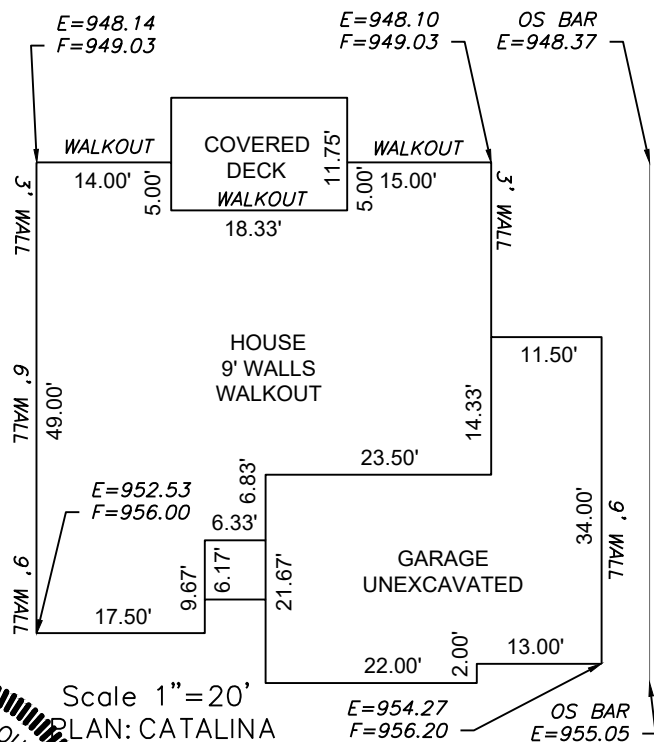 E=948.14
F=949.03
E=948.10
F=949.03
OS BAR
E=948.37
WALKOUT
COVERED
DECK
11.75'
WALKOUT
14.00'
5.00'
WALKOUT
5.00'
15.00'
18.33'
3' WALL
3' WALL
HOUSE
9' WALLS
WALKOUT
11.50'
6' WALL
49.00'
14.33'
23.50'
6.83'
E=952.53
F=956.00
6.33'
34.00'
9' WALL
GARAGE
UNEXCAVATED
9' WALL
9.67'
6.17'
21.67'
17.50'
22.00'
2.00'
13.00'
Scale 1"=20'
PLAN: CATALINA
E=954.27
F=956.20
OS BAR
E=955.05